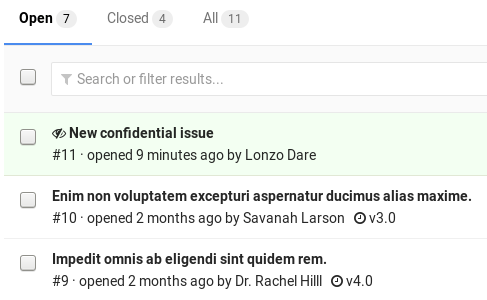 Open 7 Closed 4 All 11
Search or filter results...
New confidential issue
#11 · opened 9 minutes ago by Lonzo Dare
Enim non voluptatem excepturi aspernatur ducimus alias maxime.
#10 · opened 2 months ago by Savanah Larson v3.0
Impedit omnis ab eligendi sint quidem rem.
#9 · opened 2 months ago by Dr. Rachel Hilll v4.0